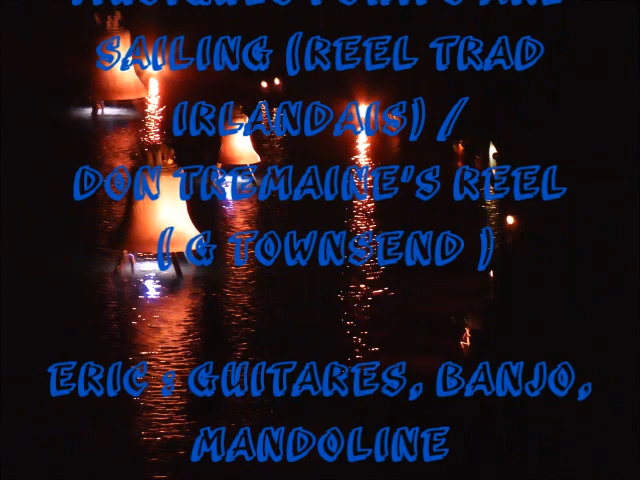 SAILING (REEL TRAD
IRLANDAIS) /
DON TREMAINE'S REEL
( G TOWNSEND )
ERIC : GUITARES, BANJO,
MANDOLINE